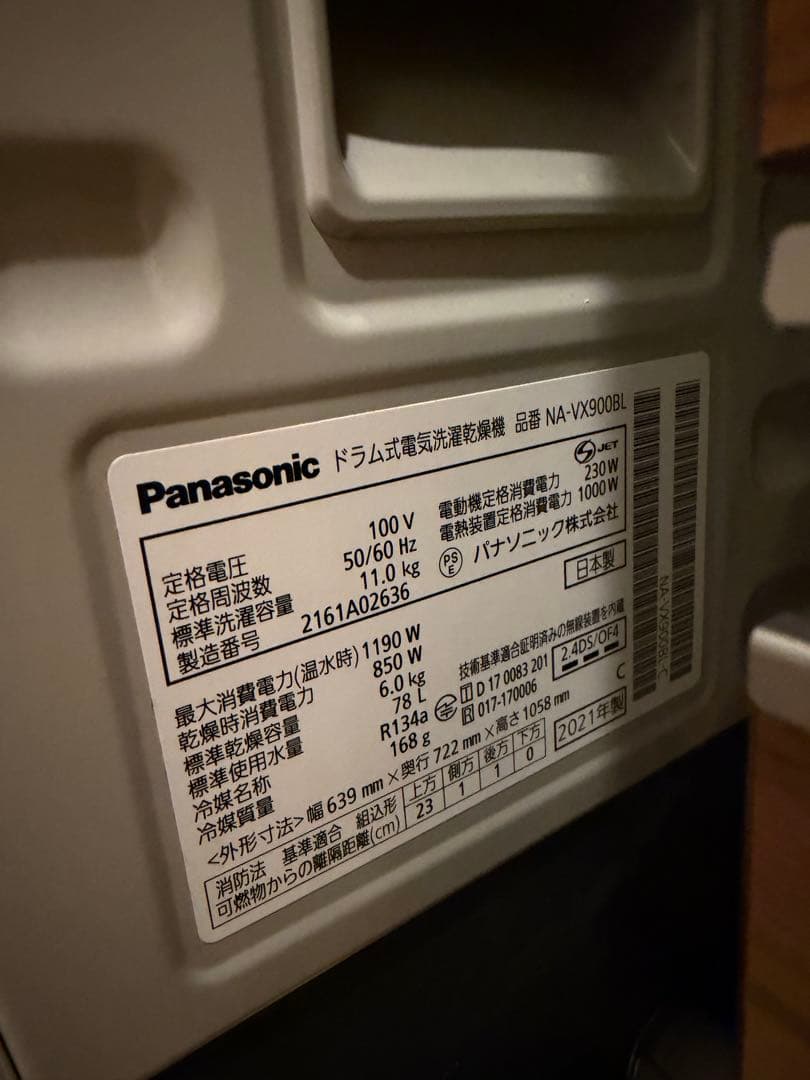 Panasonic ドラム式電気洗濯乾燥機 品番 NA-VX900BL
定格電圧 100 V
定格周波数 50/60 Hz
標準洗濯容量 11.0 kg
製造番号 2161A02636
電動機定格消費電力 230 W
電熱装置定格消費電力 1000 W
JET
PS
E
パナソニック株式会社
日本製
最大消費電力(温水時) 1190 W
乾燥時消費電力 850 W
標準乾燥容量 6.0 kg
標準使用水量 78 L
冷媒名称 R134a
冷媒質量 168 g
技術基準適合証明済みの無線装置を内蔵
T D 17 0083 201
R 017-170006
2.4DS/OF4
C
<外形寸法> 幅 639 mm × 奥行 722 mm × 高さ 1058 mm
消防法 基準適合 組込形
可燃物からの離隔距離(cm)
上方 側方 後方 下方
23 1 1 0
2021年製
NA-VX900BL-C